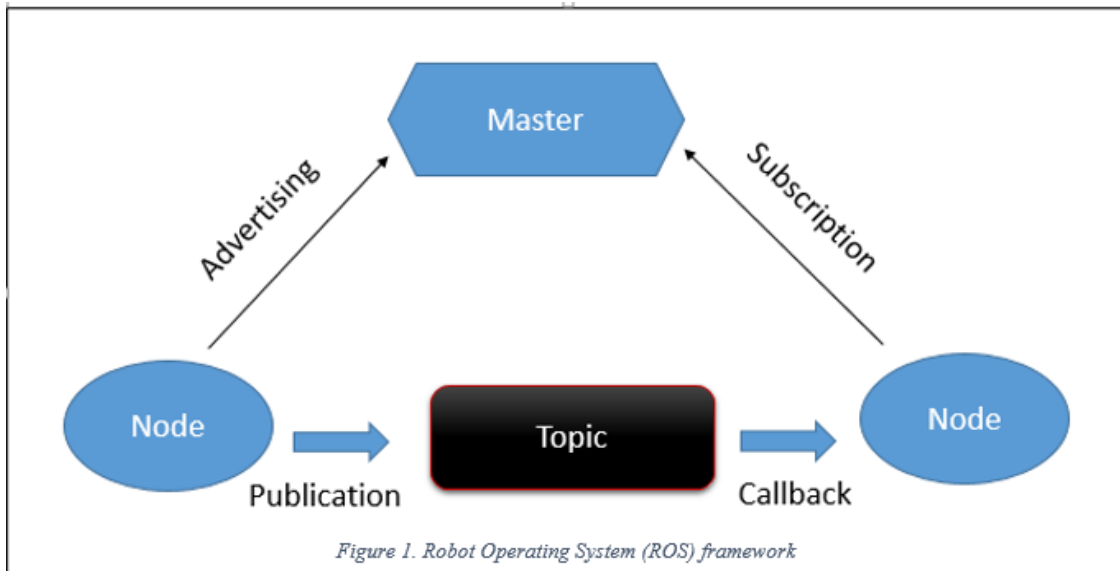 Master
Advertising
Subscription
Node
Topic
Node
Publication
Callback
Figure 1. Robot Operating System (ROS) framework